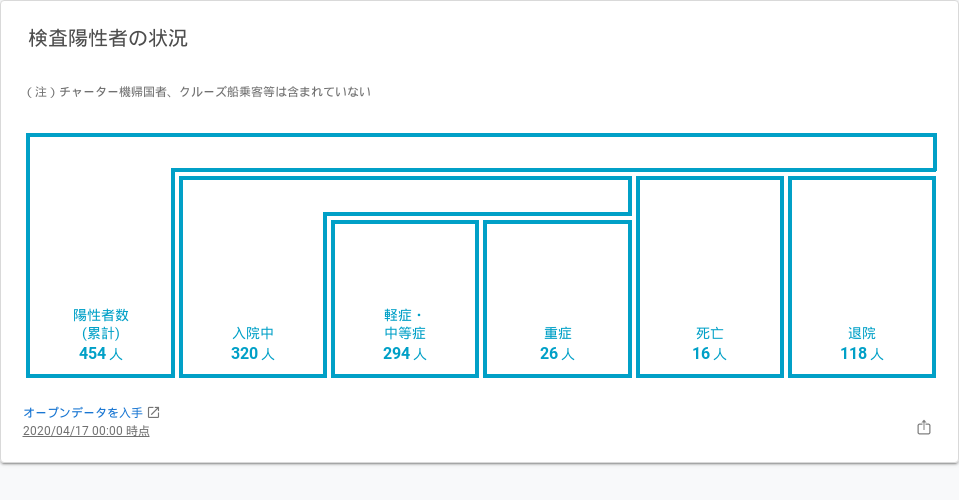 検査陽性者の状況
（注）チャーター機帰国者、クルーズ船乗客等は含まれていない
陽性者数
(累計)
454 人
入院中
320 人
軽症・
中等症
294 人
重症
26 人
死亡
16 人
退院
118 人
オープンデータを入手
2020/04/17 00:00 時点